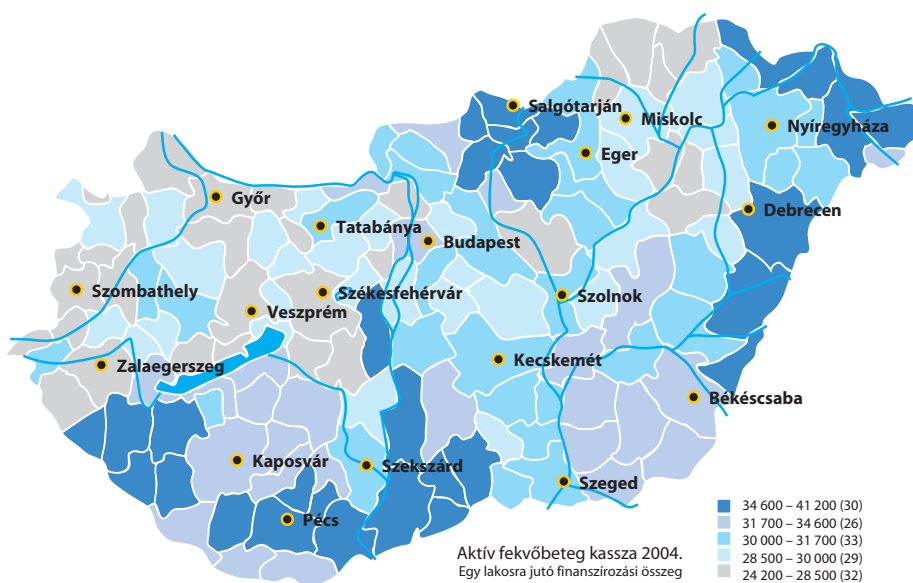 Salgótarján
Miskolc
Nyíregyháza
Eger
Győr
Debrecen
Tatabánya
Budapest
Szombathely
Székesfehérvár
Szolnok
Veszprém
Zalaegerszeg
Kecskemét
Békéscsaba
Kaposvár
Szekszárd
Szeged
Pécs
34 600 – 41 200 (30)
31 700 – 34 600 (26)
30 000 – 31 700 (33)
28 500 – 30 000 (29)
24 200 – 28 500 (32)
Aktív fekvőbeteg kassza 2004.
Egy lakosra jutó finanszírozási összeg